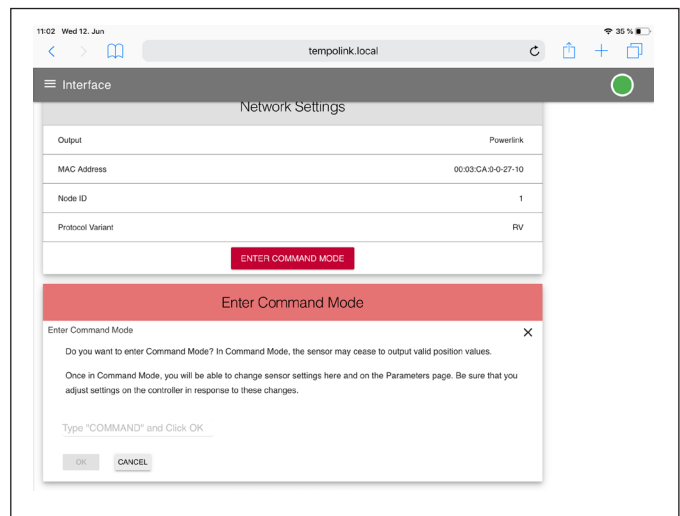 11:02 Wed 12. Jun
35 %
tempolink.local
Interface
Network Settings
Output Powerlink
MAC Address 00:03:CA:0-0-27-10
Node ID 1
Protocol Variant RV
ENTER COMMAND MODE
Enter Command Mode
Enter Command Mode
Do you want to enter Command Mode? In Command Mode, the sensor may cease to output valid position values.
Once in Command Mode, you will be able to change sensor settings here and on the Parameters page. Be sure that you
adjust settings on the controller in response to these changes.
Type "COMMAND" and Click OK
OK CANCEL